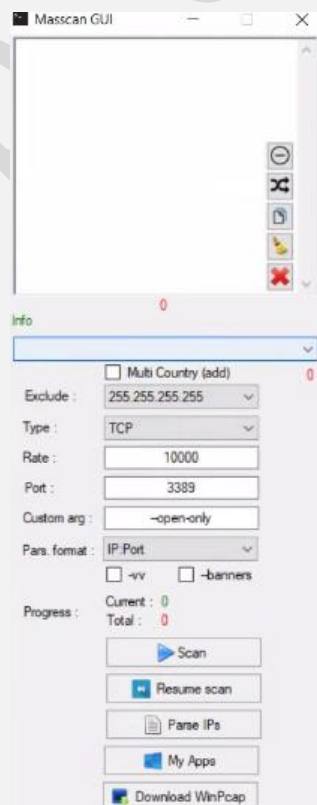 Masscan GUI
0
Info
Multi Country (add)
0
Exclude : 255.255.255.255
Type : TCP
Rate : 10000
Port : 3389
Custom arg : --open-only
Pars. format : IP:Port
-vv --banners
Progress : Current : 0
Total : 0
Scan
Resume scan
Parse IPs
My Apps
Download WinPcap